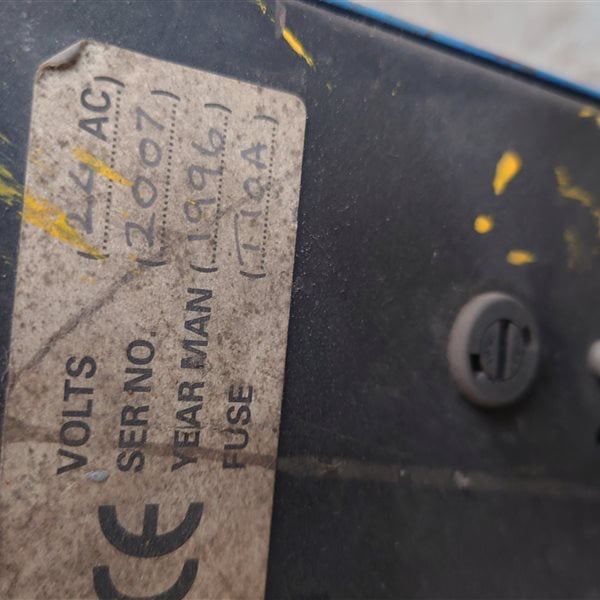 VOLTS (24 AC)
SER NO. (2007)
YEAR MAN (1996)
FUSE (T10A)
CE